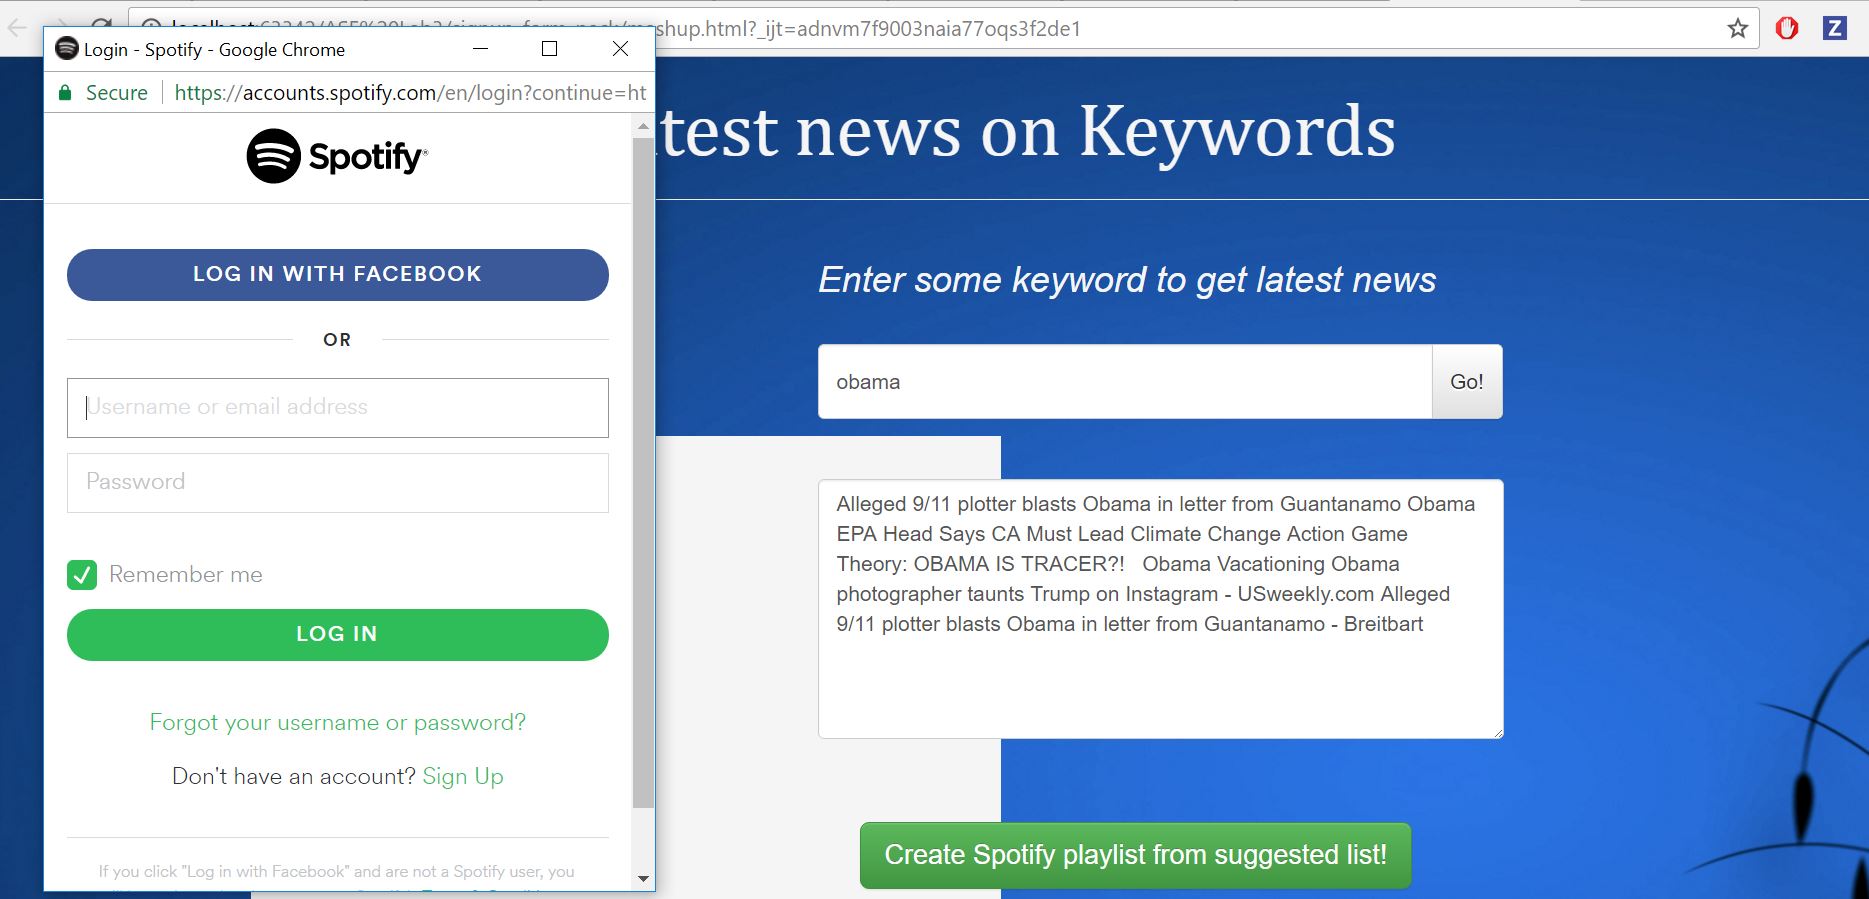 Login - Spotify - Google Chrome
Secure
https://accounts.spotify.com/en/login?continue=ht
Spotify
LOG IN WITH FACEBOOK
OR
Username or email address
Password
Remember me
LOG IN
Forgot your username or password?
Don't have an account? Sign Up
If you click "Log in with Facebook" and are not a Spotify user, you
shup.html?_ijt=adnvm7f9003naia77oqs3f2de1
Z
test news on Keywords
Enter some keyword to get latest news
obama
Go!
Alleged 9/11 plotter blasts Obama in letter from Guantanamo Obama
EPA Head Says CA Must Lead Climate Change Action Game
Theory: OBAMA IS TRACER?!   Obama Vacationing Obama
photographer taunts Trump on Instagram - USweekly.com Alleged
9/11 plotter blasts Obama in letter from Guantanamo - Breitbart
Create Spotify playlist from suggested list!